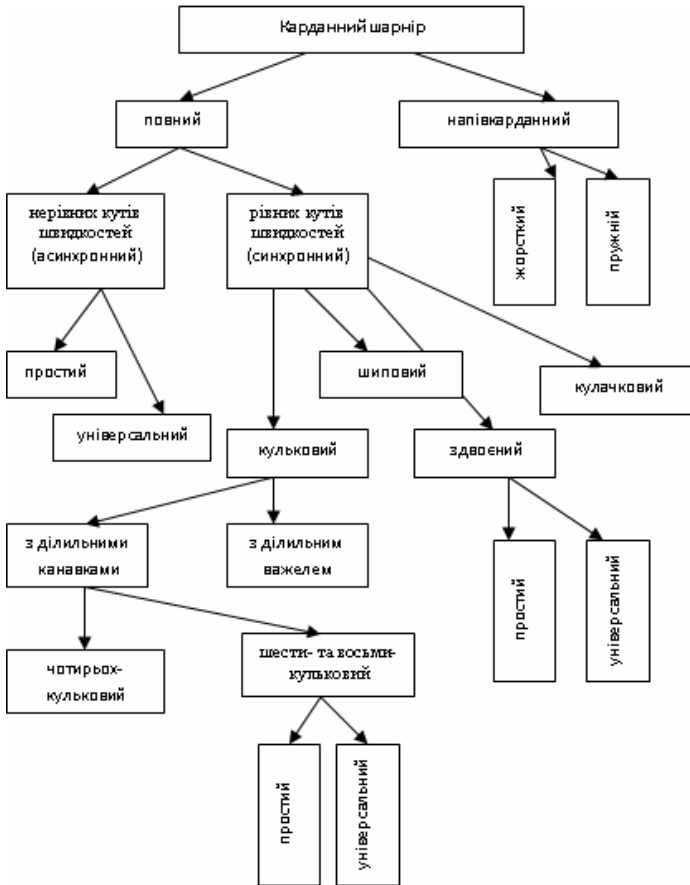 Карданний шарнір
повний
напівкарданний
нерівних кутів
швидкостей
(асинхронний)
рівних кутів
швидкостей
(синхронний)
жорсткий
пружній
простий
шиповий
кулачковий
універсальний
кульковий
здвоєний
з ділильними
канавками
з ділильним
важелем
простий
універсальний
чотирьох-
кульковий
шести- та восьми-
кульковий
простий
універсальний